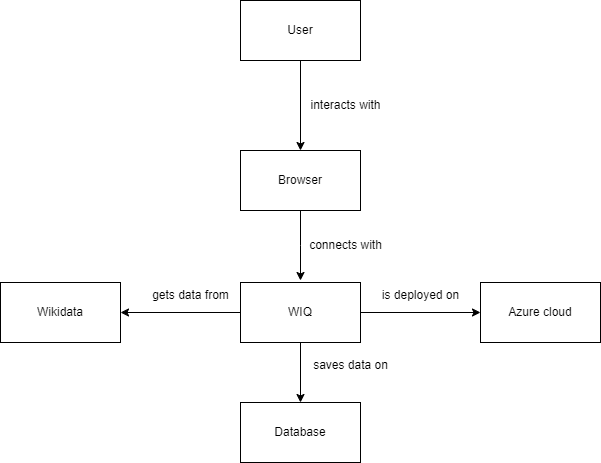 User
interacts with
Browser
connects with
gets data from
is deployed on
Wikidata
WIQ
Azure cloud
saves data on
Database